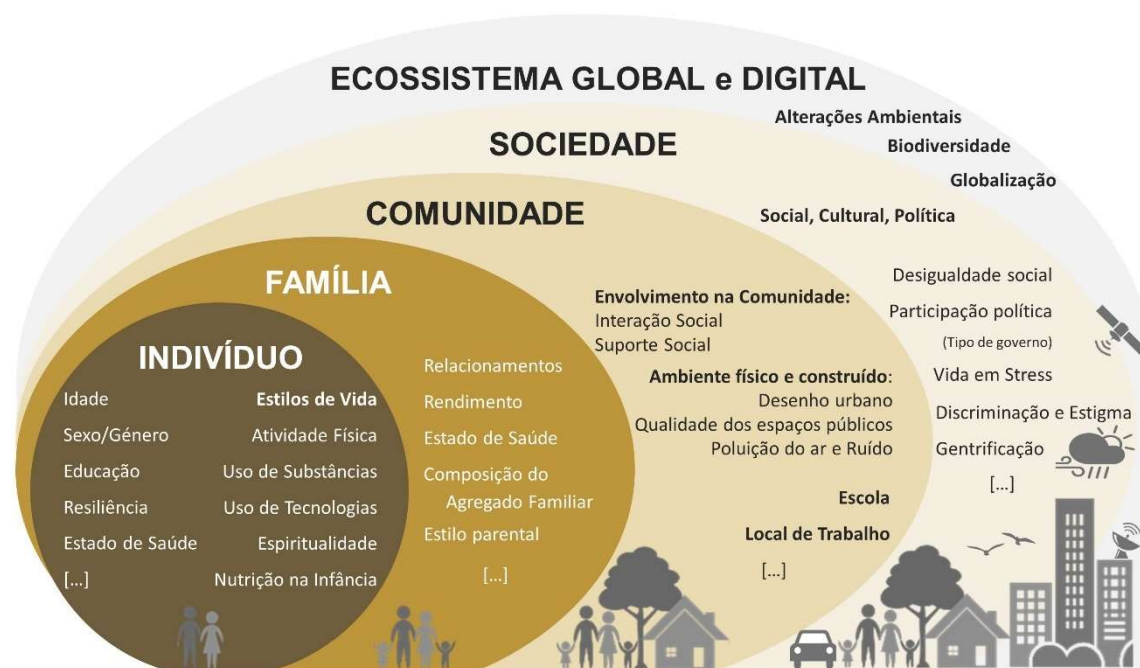 ECOSSISTEMA GLOBAL e DIGITAL
Alterações Ambientais
Biodiversidade
Globalização
SOCIEDADE
Social, Cultural, Política
Desigualdade social
Participação política
(Tipo de governo)
Vida em Stress
Discriminação e Estigma
Gentrificação
[...]
COMUNIDADE
Envolvimento na Comunidade:
Interação Social
Suporte Social
Ambiente físico e construído:
Desenho urbano
Qualidade dos espaços públicos
Poluição do ar e Ruído
Escola
Local de Trabalho
[...]
FAMÍLIA
Relacionamentos
Rendimento
Estado de Saúde
Composição do
Agregado Familiar
Estilo parental
[...]
INDIVÍDUO
Idade
Sexo/Género
Educação
Resiliência
Estado de Saúde
[...]
Estilos de Vida
Atividade Física
Uso de Substâncias
Uso de Tecnologias
Espiritualidade
Nutrição na Infância